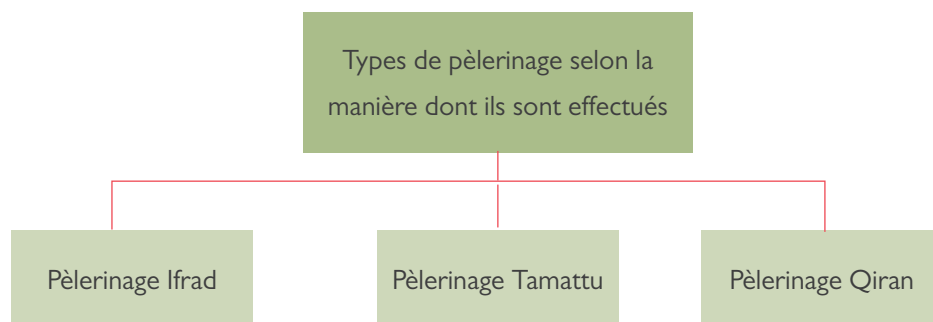 Types de pèlerinage selon la
manière dont ils sont effectués
Pèlerinage Ifrad
Pèlerinage Tamattu
Pèlerinage Qiran